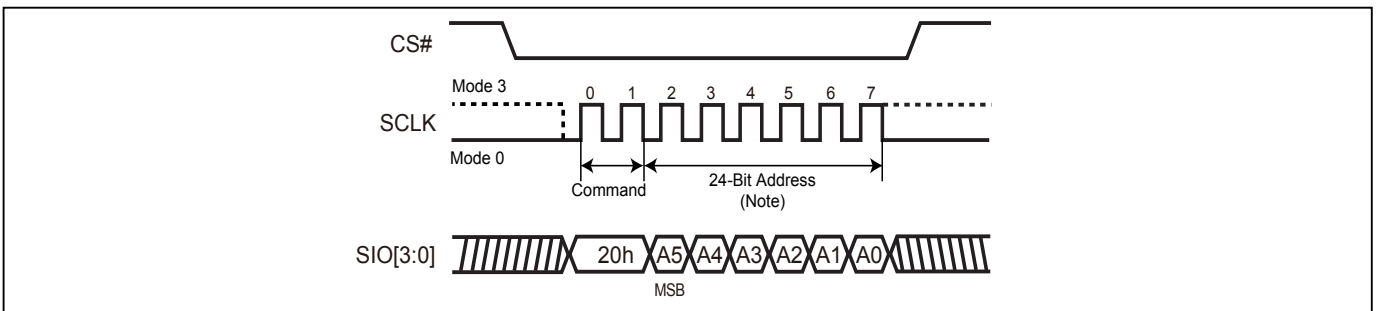 CS#
Mode 3
0 1 2 3 4 5 6 7
SCLK
Mode 0
Command
24-Bit Address
(Note)
SIO[3:0]
20h A5 A4 A3 A2 A1 A0
MSB